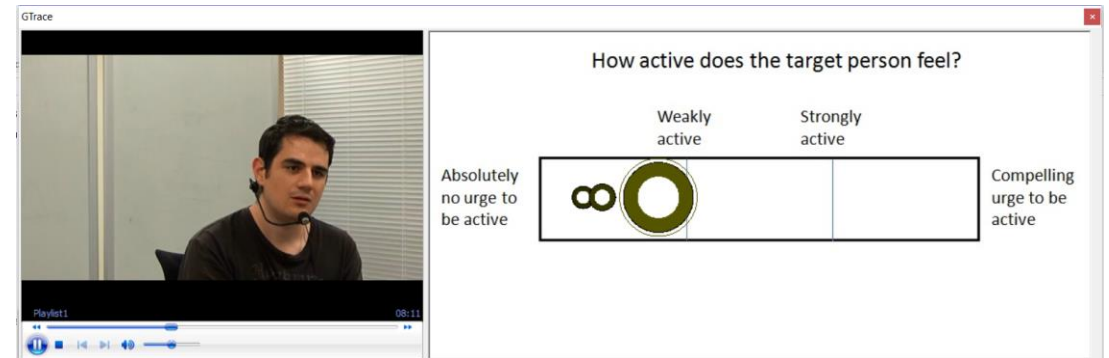 GTrace
How active does the target person feel?
Weakly
active
Strongly
active
Absolutely
no urge to
be active
Compelling
urge to be
active
Playlist1
08:11